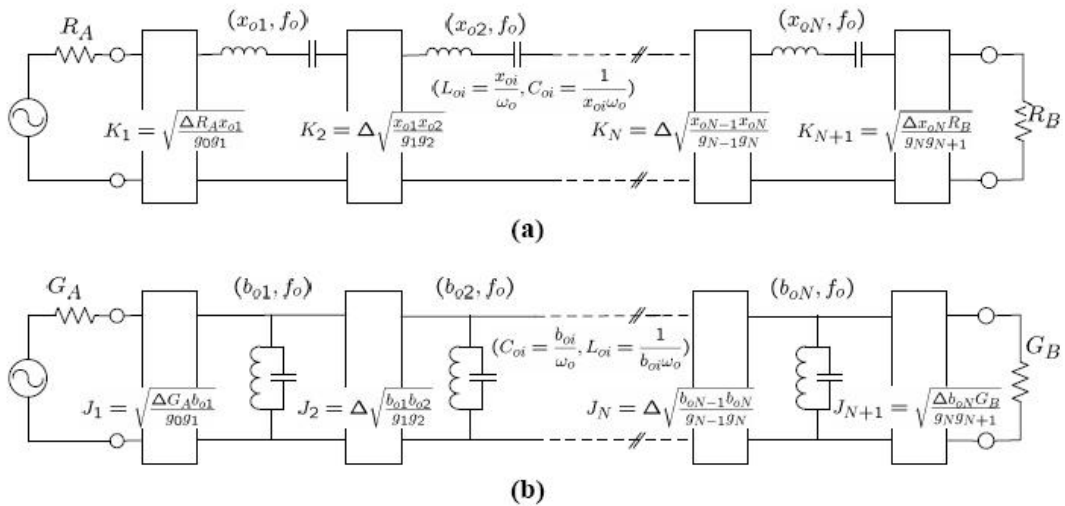 (x_{o1}, f_o) (x_{o2}, f_o) (x_{oN}, f_o)
R_A
(L_{oi} = \frac{x_{oi}}{\omega_o}, C_{oi} = \frac{1}{x_{oi}\omega_o})
K_1 = \sqrt{\frac{\Delta R_A x_{o1}}{g_0 g_1}} K_2 = \Delta\sqrt{\frac{x_{o1} x_{o2}}{g_1 g_2}} K_N = \Delta\sqrt{\frac{x_{oN-1} x_{oN}}{g_{N-1} g_N}} K_{N+1} = \sqrt{\frac{\Delta x_{oN} R_B}{g_N g_{N+1}}} R_B
(a)
G_A (b_{o1}, f_o) (b_{o2}, f_o) (b_{oN}, f_o)
(C_{oi} = \frac{b_{oi}}{\omega_o}, L_{oi} = \frac{1}{b_{oi}\omega_o}) G_B
J_1 = \sqrt{\frac{\Delta G_A b_{o1}}{g_0 g_1}} J_2 = \Delta\sqrt{\frac{b_{o1} b_{o2}}{g_1 g_2}} J_N = \Delta\sqrt{\frac{b_{oN-1} b_{oN}}{g_{N-1} g_N}} J_{N+1} = \sqrt{\frac{\Delta b_{oN} G_B}{g_N g_{N+1}}}
(b)